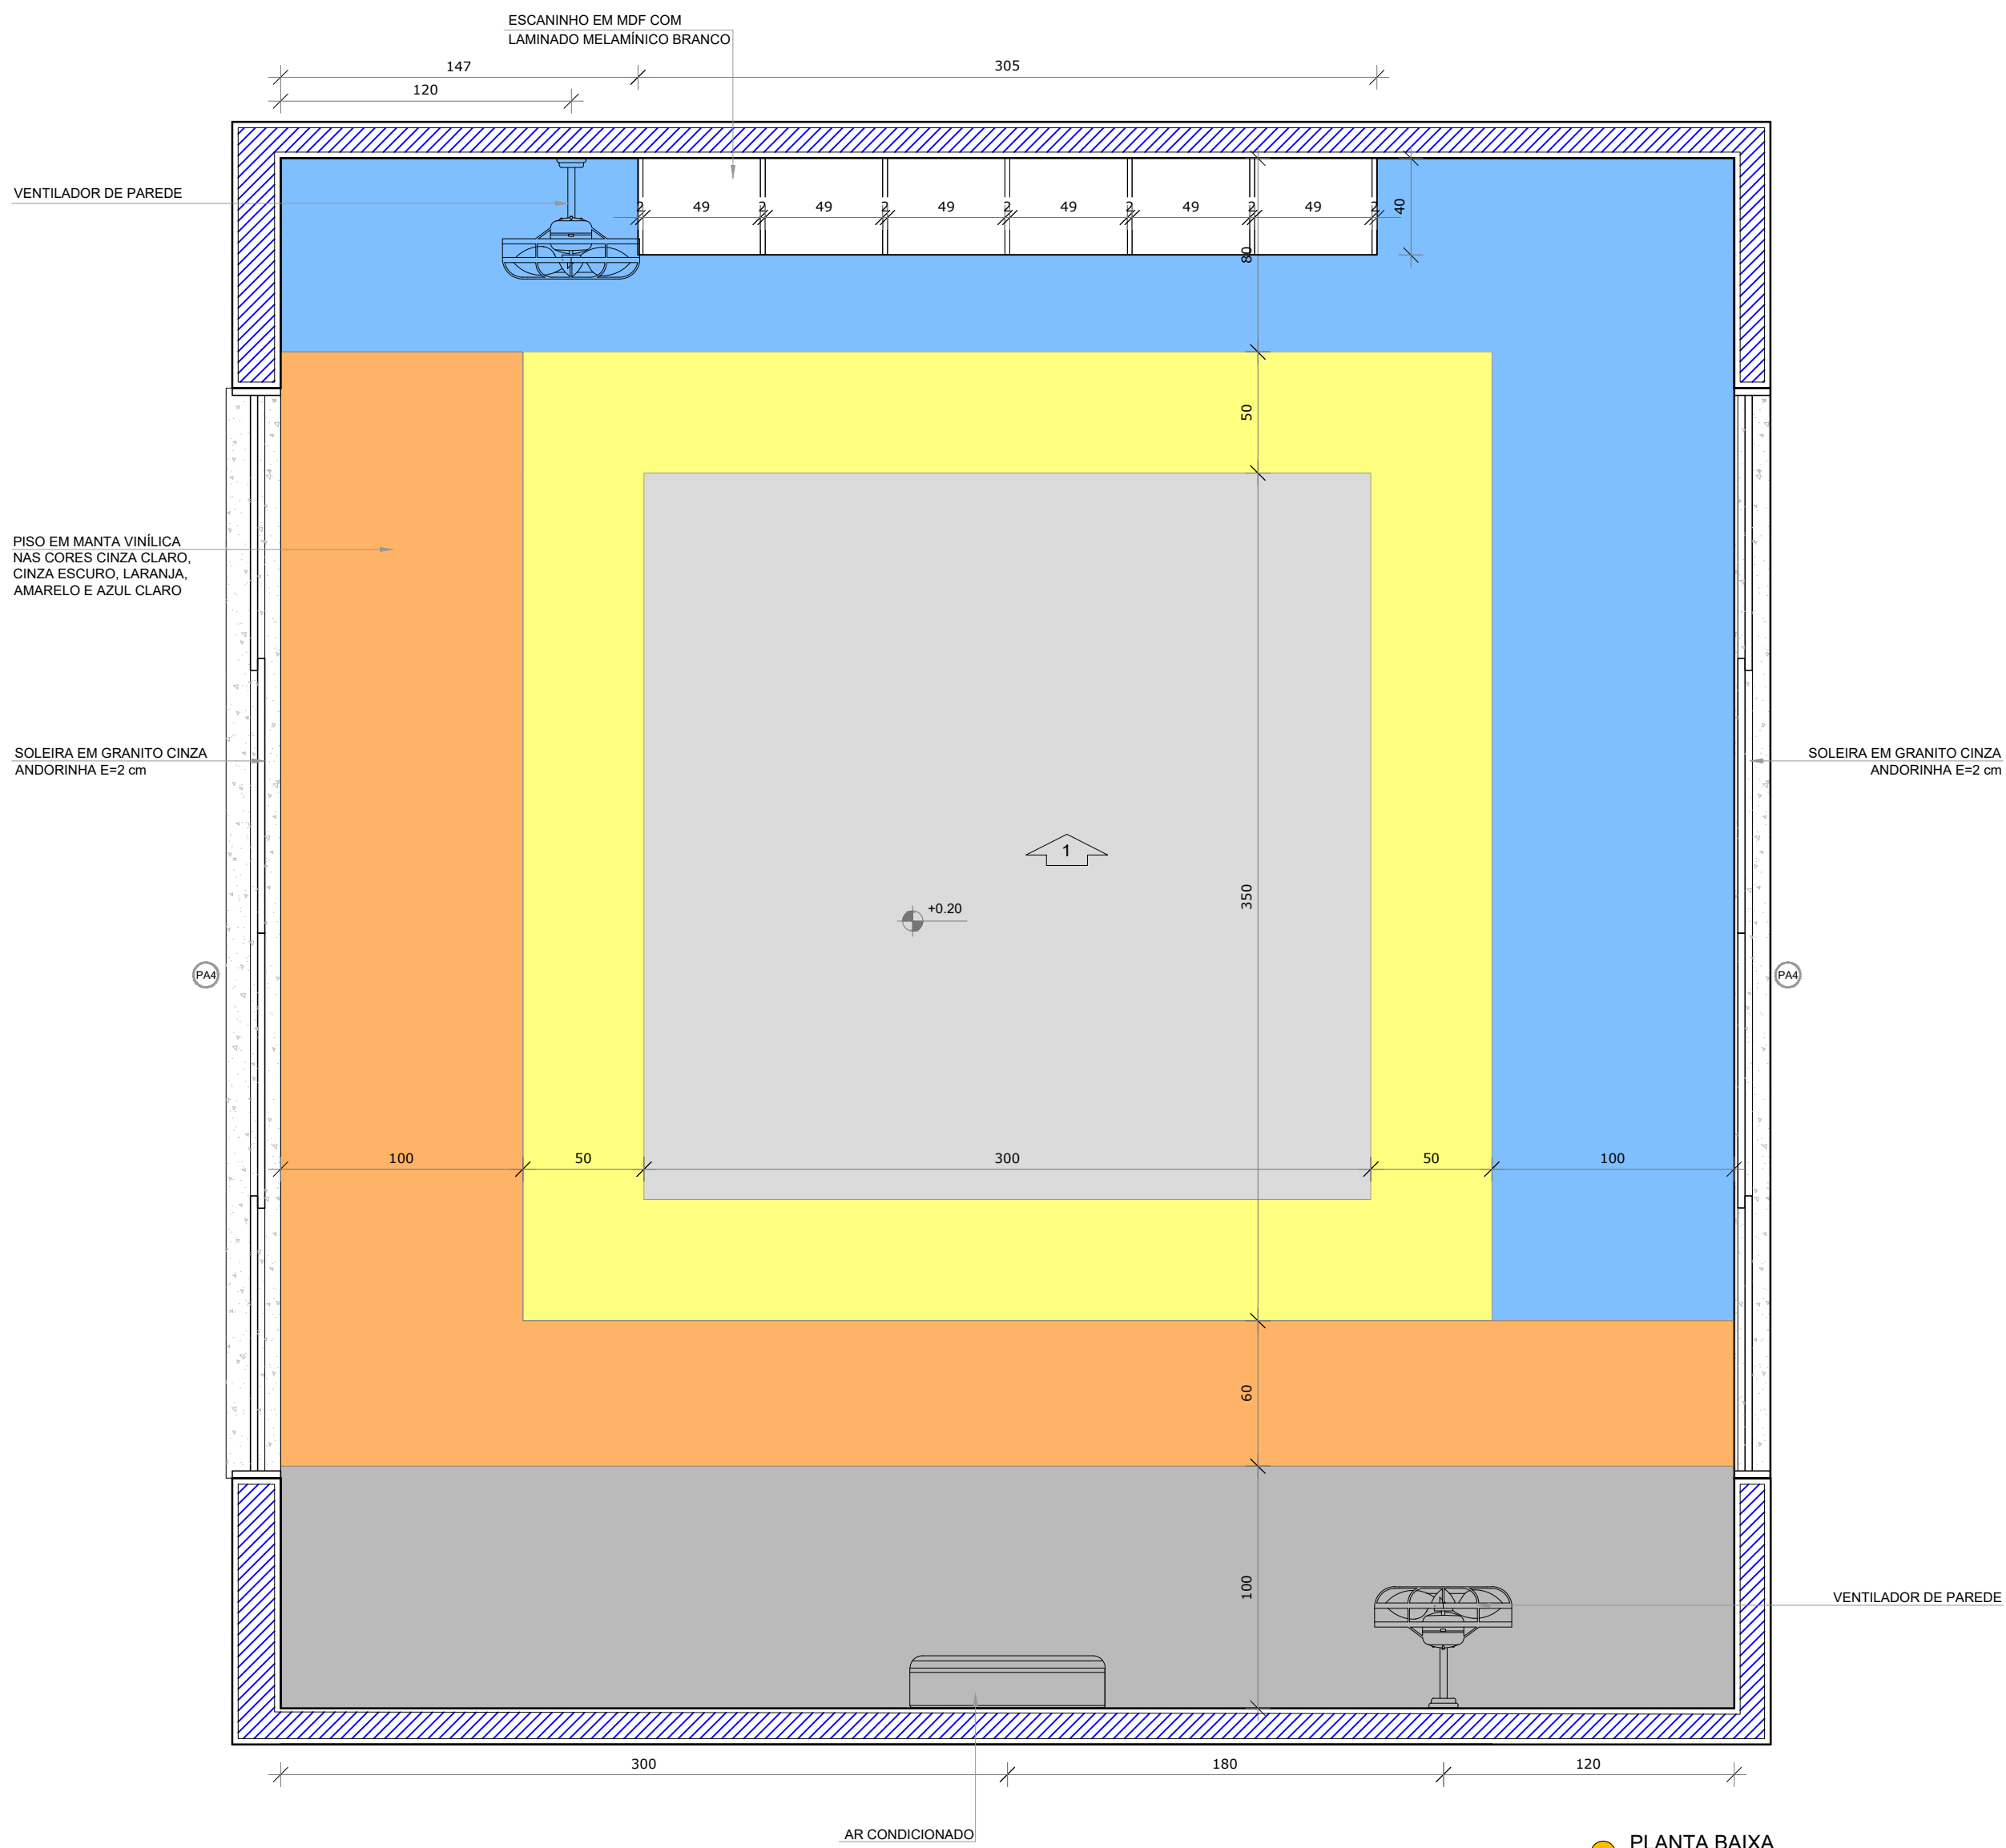 ESCANINHO EM MDF COM
LAMINADO MELAMÍNICO BRANCO
147
305
120
VENTILADOR DE PAREDE
2 49 2 49 2 49 2 49 2 49 2 49 2
40
80
50
PISO EM MANTA VINÍLICA
NAS CORES CINZA CLARO,
CINZA ESCURO, LARANJA,
AMARELO E AZUL CLARO
SOLEIRA EM GRANITO CINZA
ANDORINHA E=2 cm
SOLEIRA EM GRANITO CINZA
ANDORINHA E=2 cm
1
350
+0.20
PA4
PA4
100 50 300 50 100
60
100
VENTILADOR DE PAREDE
300 180 120
AR CONDICIONADO
PLANTA BAIXA